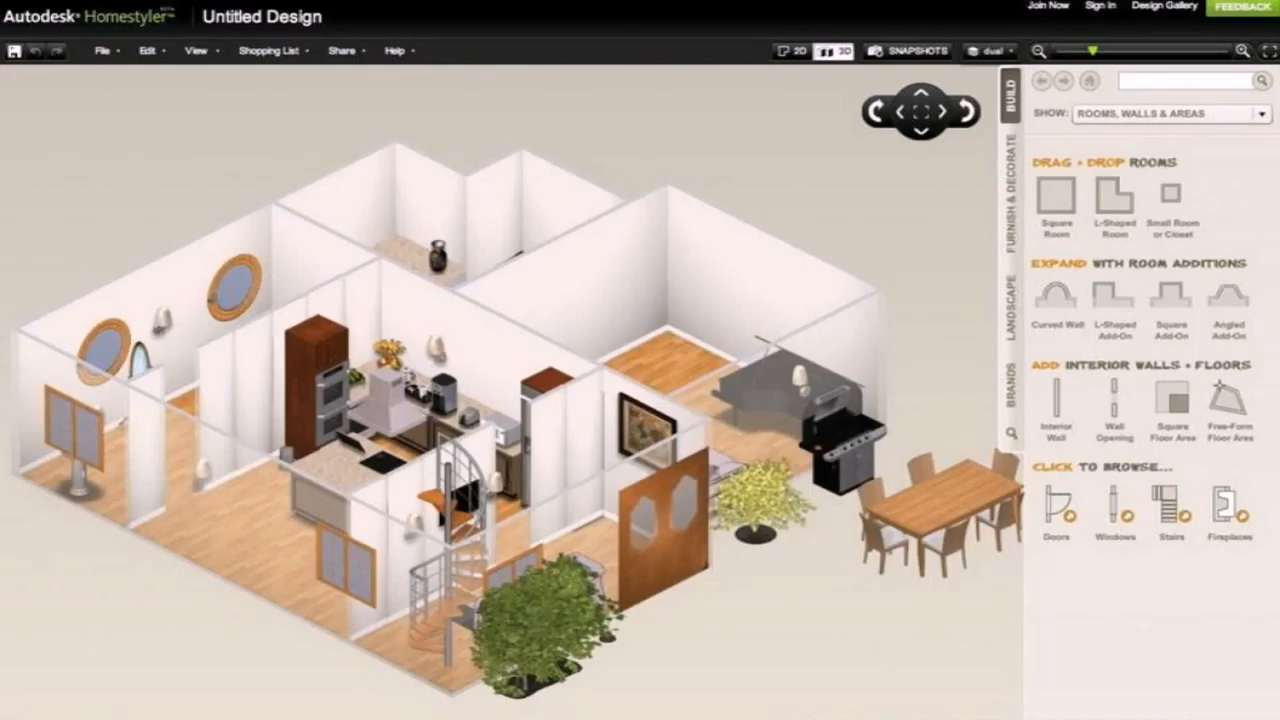 Autodesk® Homestyler™ BETA Untitled Design
Join Now Sign In Design Gallery FEEDBACK
File Edit View Shopping List Share Help 2D 3D SNAPSHOTS dual
BUILD
FURNISH & DECORATE
LANDSCAPE
BRANDS
SHOW: ROOMS, WALLS & AREAS
DRAG + DROP ROOMS
Square Room
L-Shaped Room
Small Room or Closet
EXPAND WITH ROOM ADDITIONS
Curved Wall
L-Shaped Add-On
Square Add-On
Angled Add-On
ADD INTERIOR WALLS + FLOORS
Interior Wall
Wall Opening
Square Floor Area
Free-Form Floor Area
CLICK TO BROWSE...
Doors Windows Stairs Fireplaces